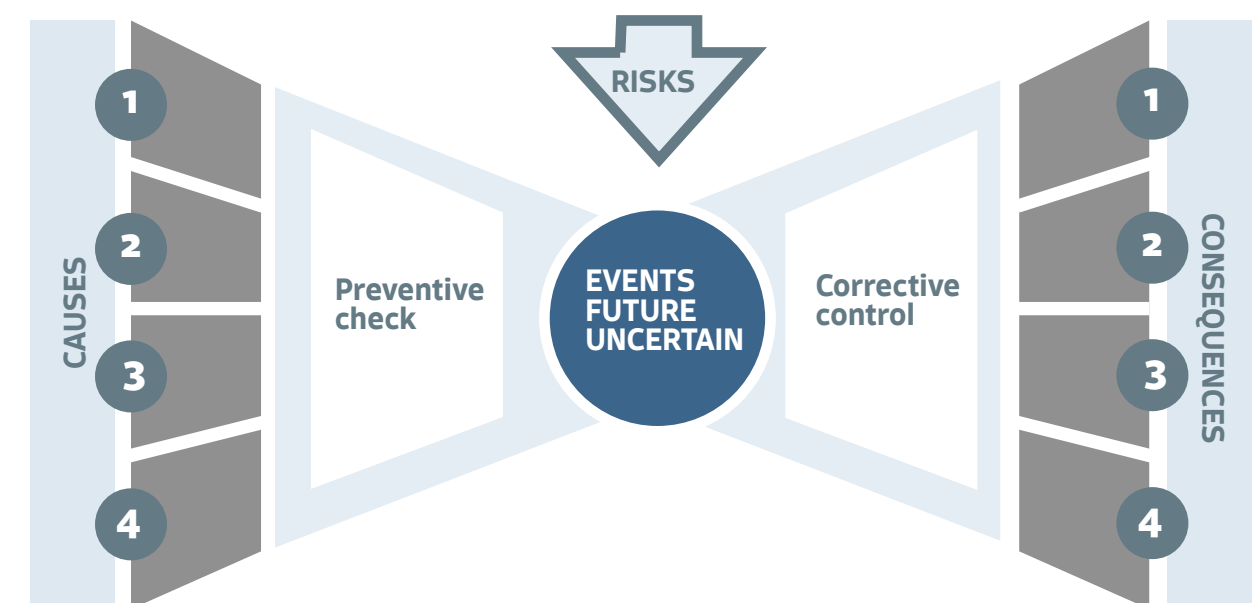 RISKS
CAUSES
1
2
3
4
Preventive
check
EVENTS
FUTURE
UNCERTAIN
Corrective
control
1
2
3
4
CONSEQUENCES